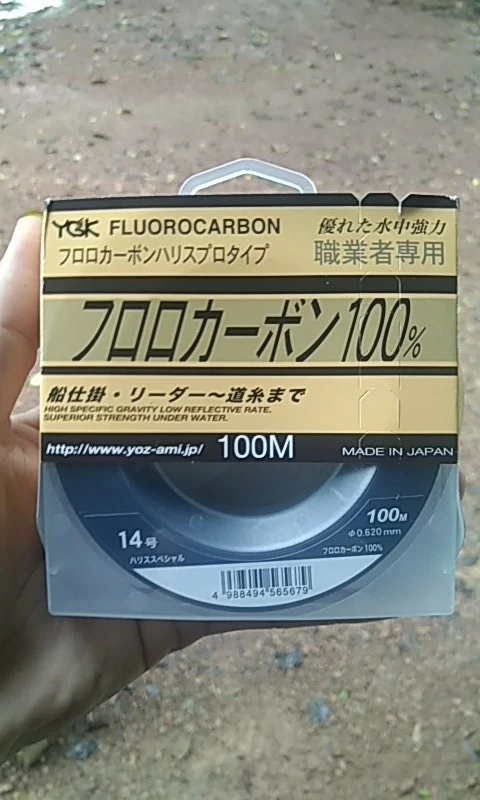 YGK FLUOROCARBON
優れた水中強力
フロロカーボンハリスプロタイプ
職業者専用
フロロカーボン100%
船仕掛・リーダー〜道糸まで
HIGH SPECIFIC GRAVITY LOW REFLECTIVE RATE.
SUPERIOR STRENGTH UNDER WATER.
http://www.yoz-ami.jp/ 100M MADE IN JAPAN
14号
ハリススペシャル
100M
φ0.620mm
フロロカーボン100%
4 988494 565679